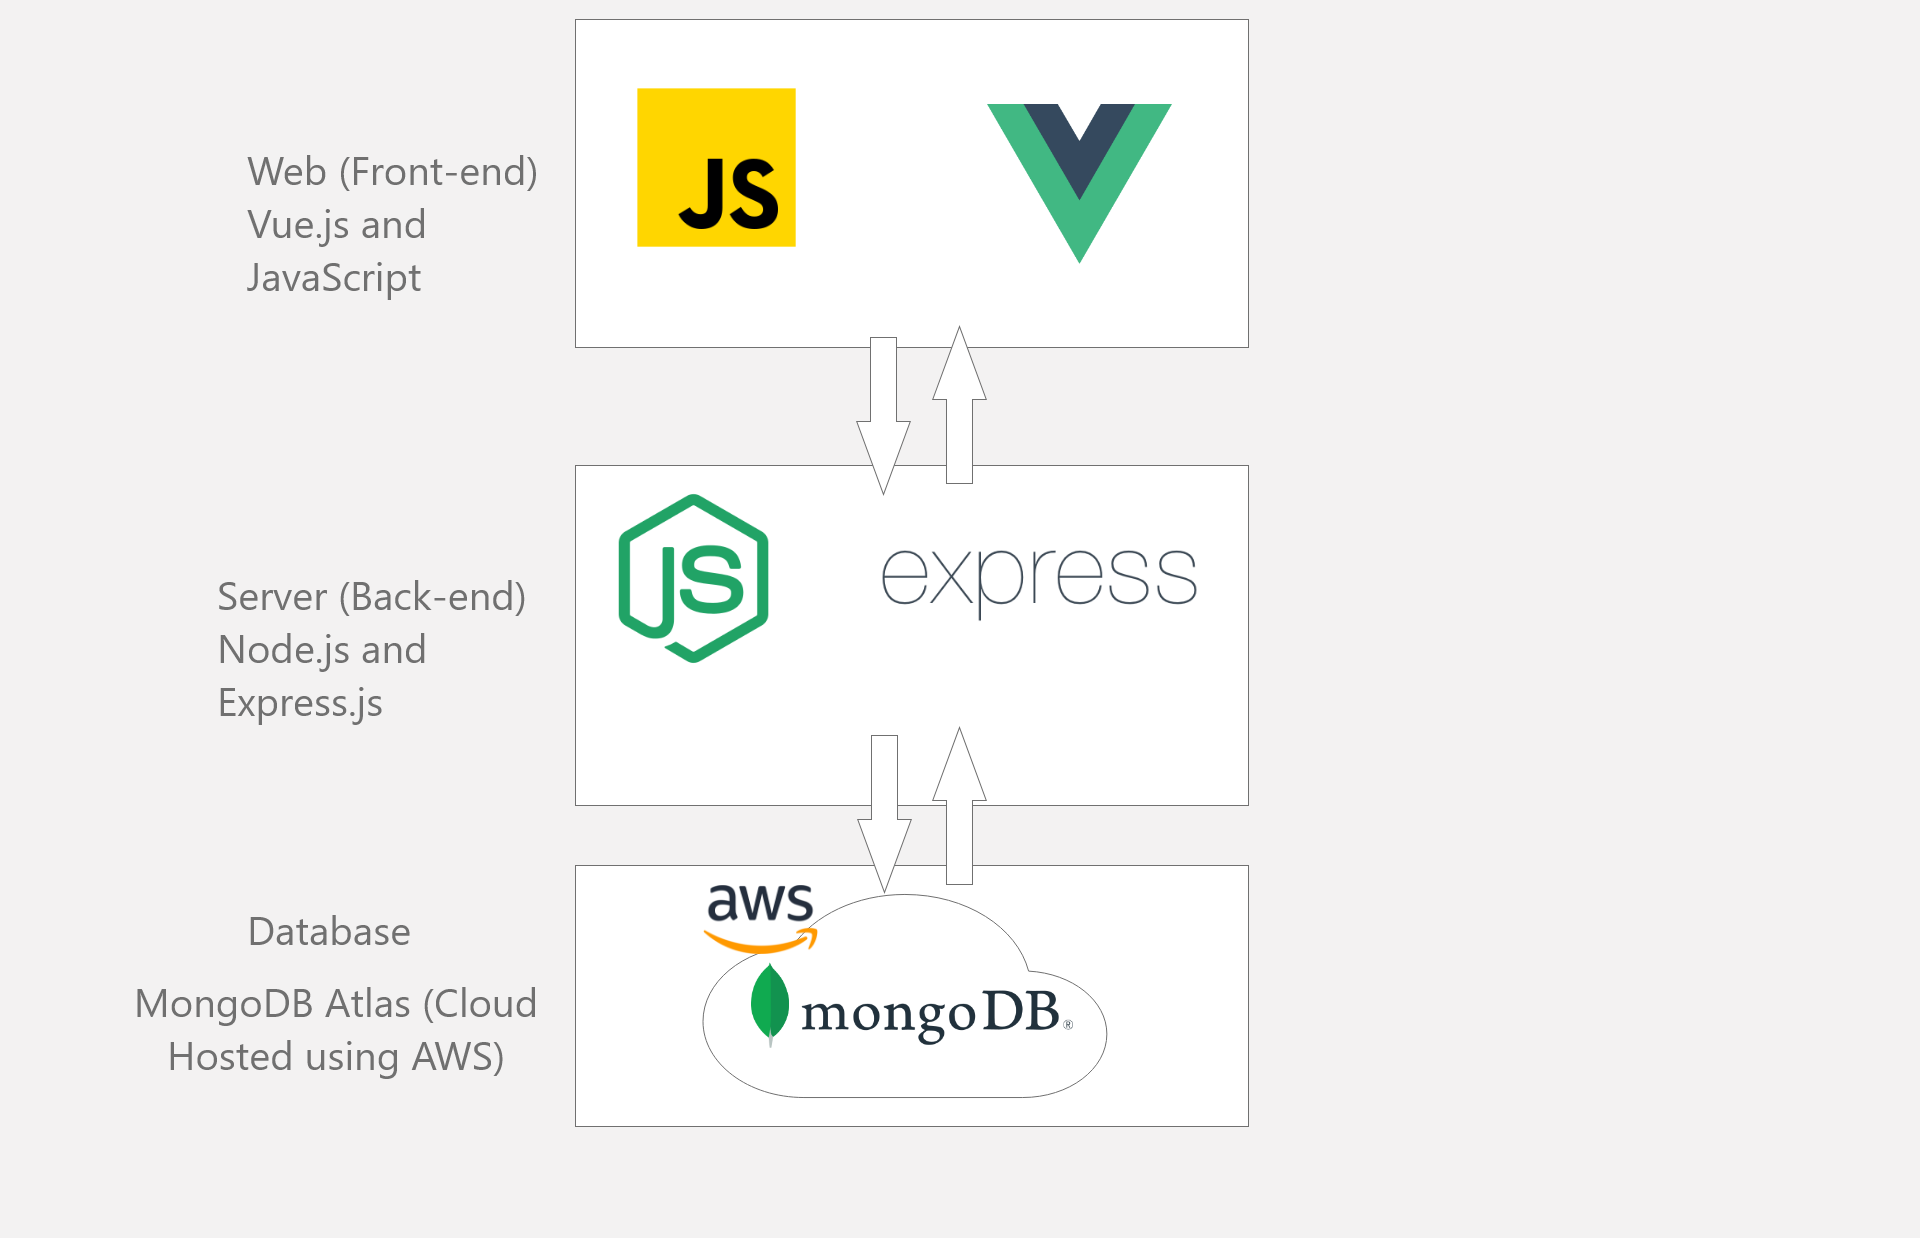 JS
Web (Front-end)
Vue.js and
JavaScript
JS
express
Server (Back-end)
Node.js and
Express.js
aws
Database
mongoDB®
MongoDB Atlas (Cloud
Hosted using AWS)